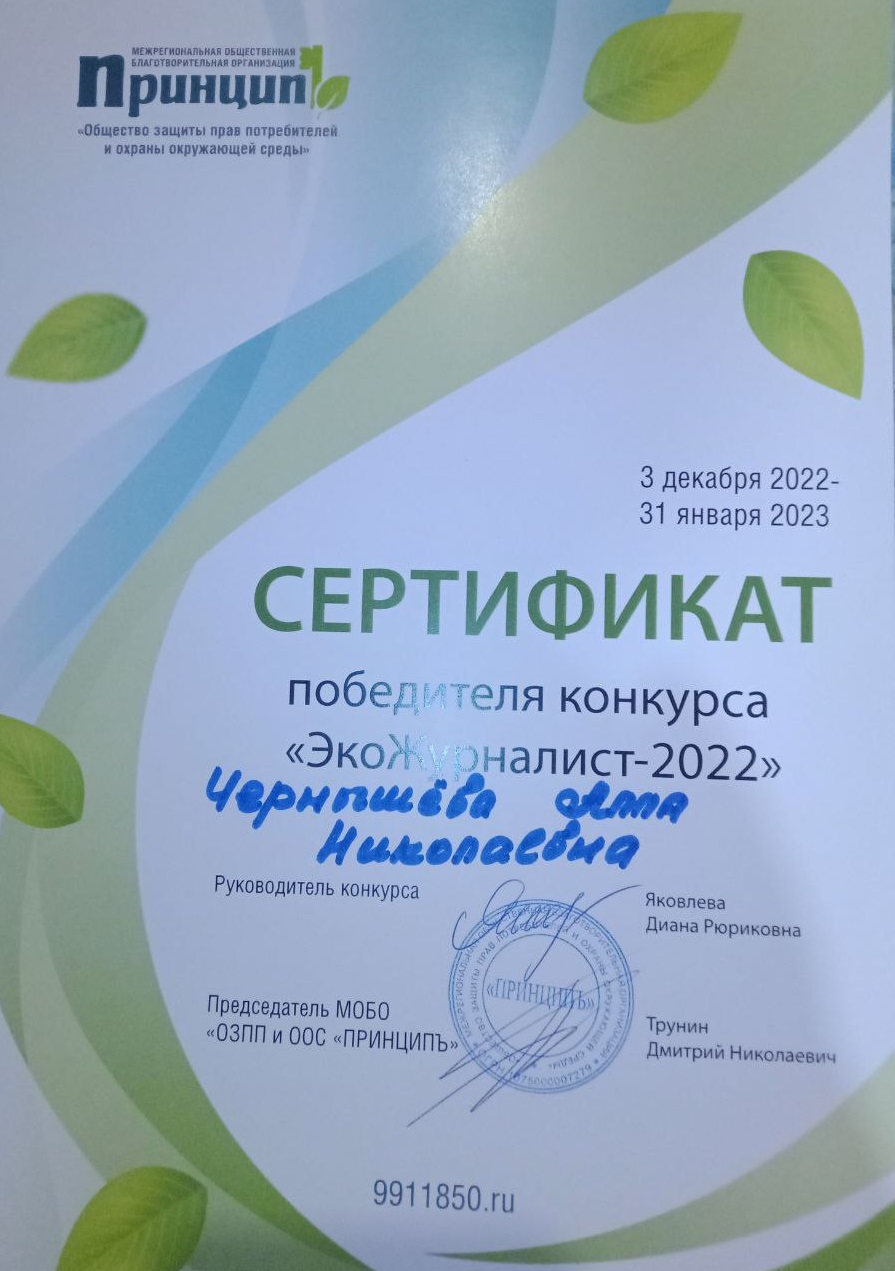 МЕЖРЕГИОНАЛЬНАЯ ОБЩЕСТВЕННАЯ
БЛАГОТВОРИТЕЛЬНАЯ ОРГАНИЗАЦИЯ
Принцип
«Общество защиты прав потребителей
и охраны окружающей среды»
3 декабря 2022-
31 января 2023
СЕРТИФИКАТ
победителя конкурса
«ЭкоЖурналист-2022»
Чернышёва Алла
Николаевна
Руководитель конкурса
Яковлева
Диана Рюриковна
«ПРИНЦИПЪ»
Председатель МОБО
«ОЗПП и ООС «ПРИНЦИПЪ»
Трунин
Дмитрий Николаевич
9911850.ru